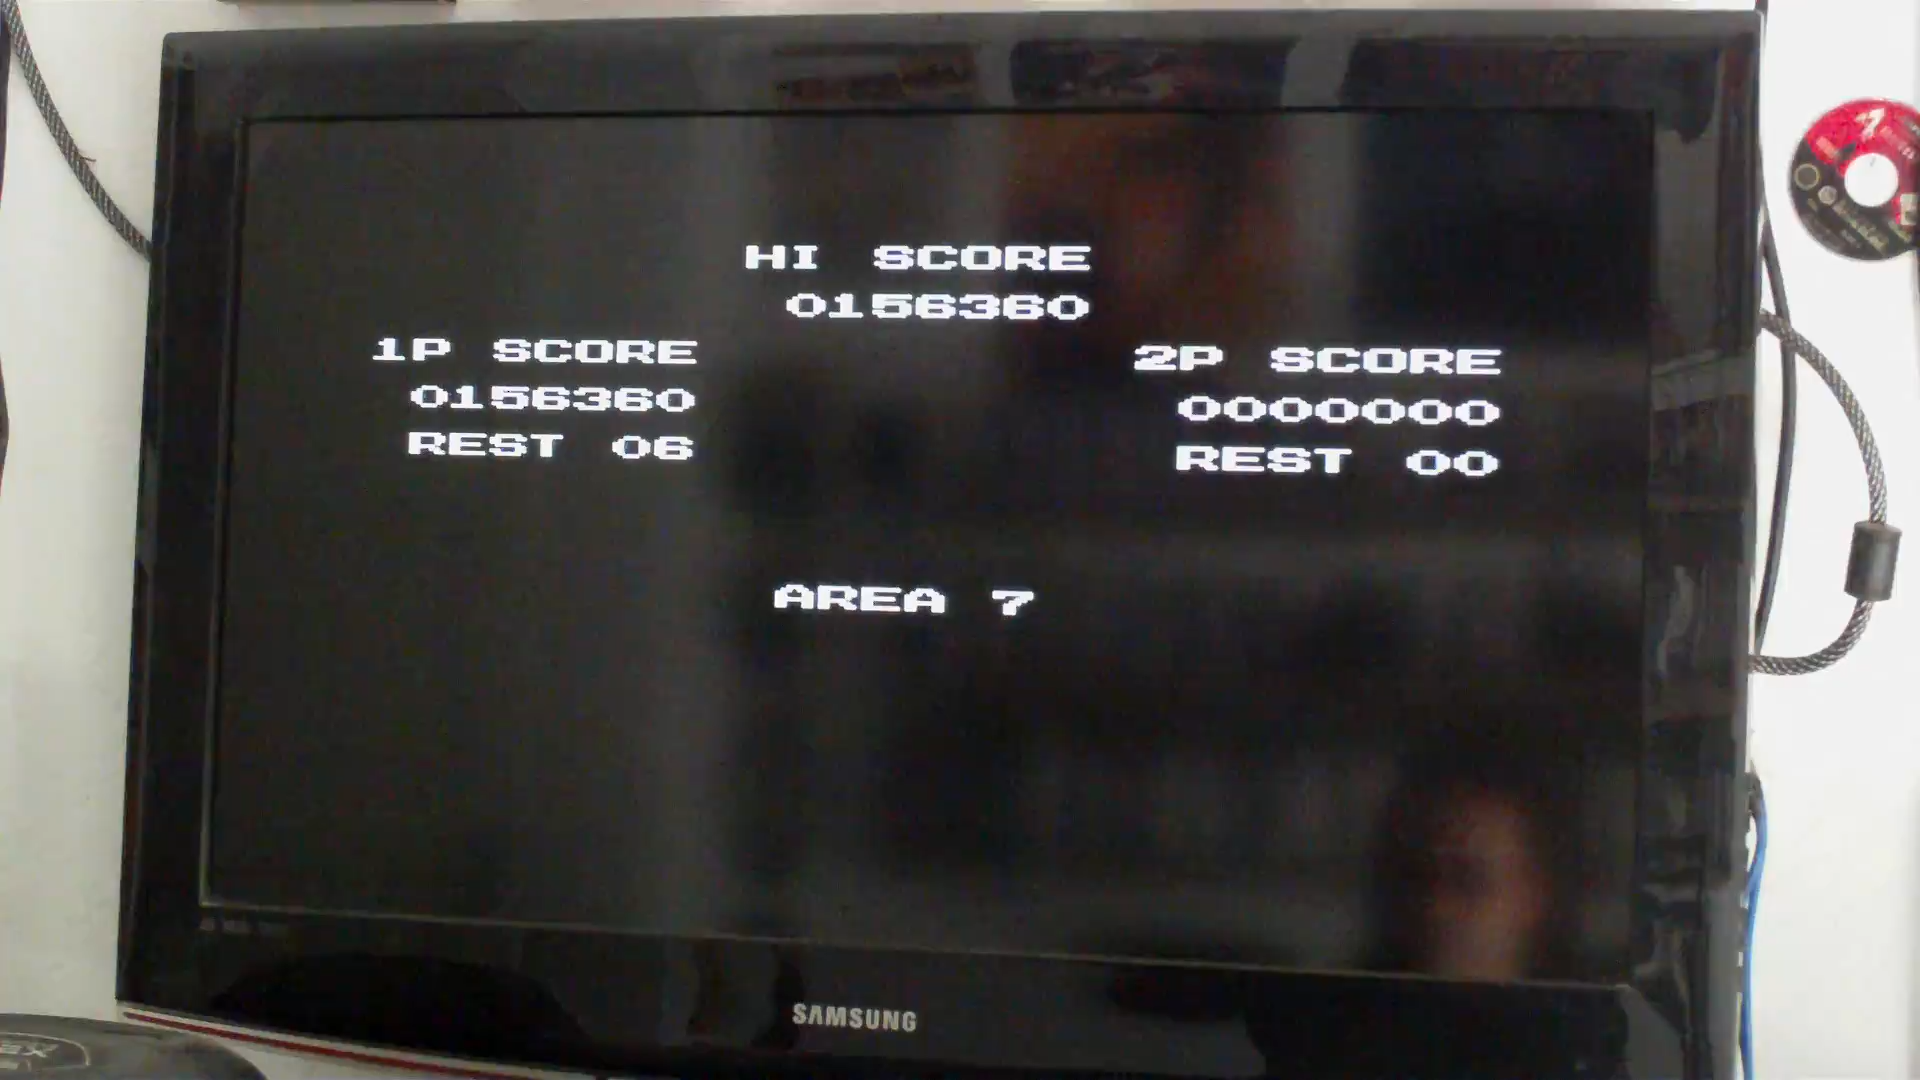 HI SCORE
0156360
1P SCORE
0156360
REST 06
2P SCORE
0000000
REST 00
AREA 7
SAMSUNG